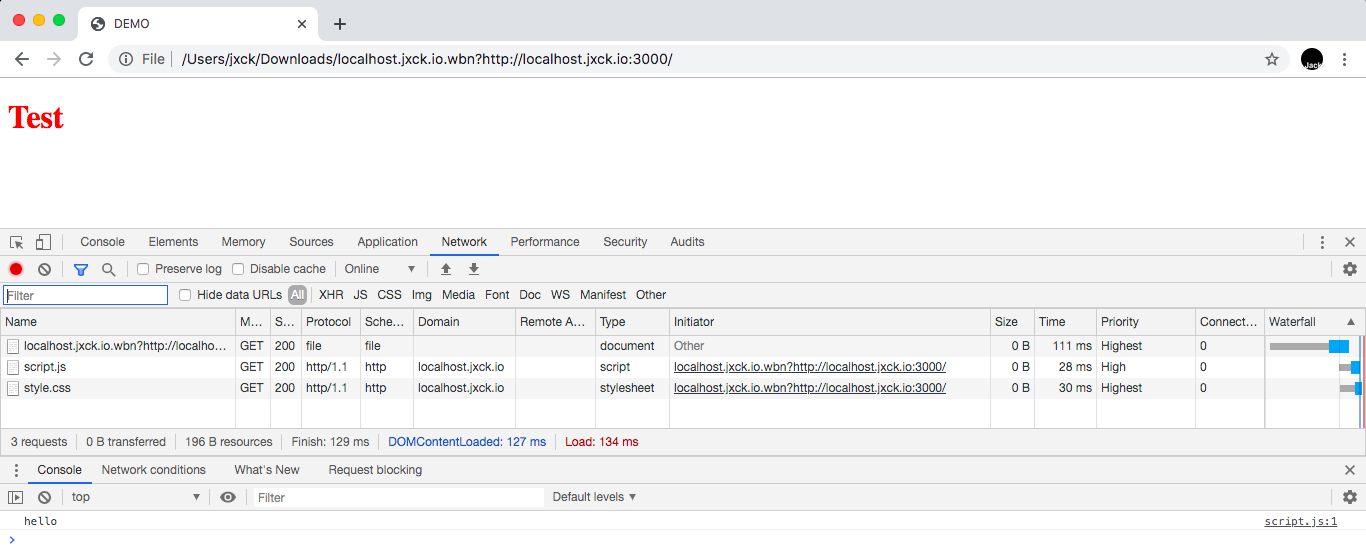 DEMO
File /Users/jxck/Downloads/localhost.jxck.io.wbn?http://localhost.jxck.io:3000/
Jack
Test
Console Elements Memory Sources Application Network Performance Security Audits
Preserve log Disable cache Online
Filter Hide data URLs All XHR JS CSS Img Media Font Doc WS Manifest Other
Name M... S... Protocol Sche... Domain Remote A... Type Initiator Size Time Priority Connect... Waterfall
localhost.jxck.io.wbn?http://localho... GET 200 file file document Other 0 B 111 ms Highest 0
script.js GET 200 http/1.1 http localhost.jxck.io script localhost.jxck.io.wbn?http://localhost.jxck.io:3000/ 0 B 28 ms High 0
style.css GET 200 http/1.1 http localhost.jxck.io stylesheet localhost.jxck.io.wbn?http://localhost.jxck.io:3000/ 0 B 30 ms Highest 0
3 requests 0 B transferred 196 B resources Finish: 129 ms DOMContentLoaded: 127 ms Load: 134 ms
Console Network conditions What's New Request blocking
top Filter Default levels
hello script.js:1